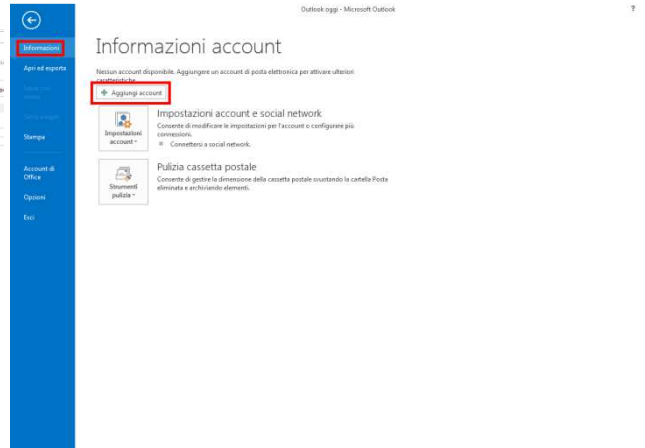 Outlook oggi - Microsoft Outlook
?
Informazioni
Apri ed esporta
Stampa
Account di
Office
Opzioni
Esci
Informazioni account
Nessun account disponibile. Aggiungere un account di posta elettronica per attivare ulteriori
caratteristiche.
Aggiungi account
Impostazioni
account
Impostazioni account e social network
Consente di modificare le impostazioni per l'account o configurare più
connessioni.
Connettersi a social network.
Strumenti
pulizia
Pulizia cassetta postale
Consente di gestire la dimensione della cassetta postale svuotando la cartella Posta
eliminata e archiviando elementi.